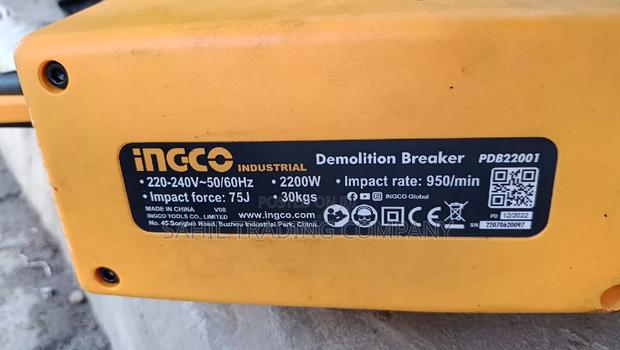 INGCO INDUSTRIAL Demolition Breaker PDB22001
• 220-240V~50/60Hz • 2200W • Impact rate: 950/min
• Impact force: 75J • 30kgs INGCO Global
MADE IN CHINA V08
INGCO TOOLS CO., LIMITED www.ingco.com PD: 12/2022
No. 45 Songbei Road, Suzhou Industrial Park, China. S/N: 22070620097
POSTED ON
SAHIL TRADING COMPANY